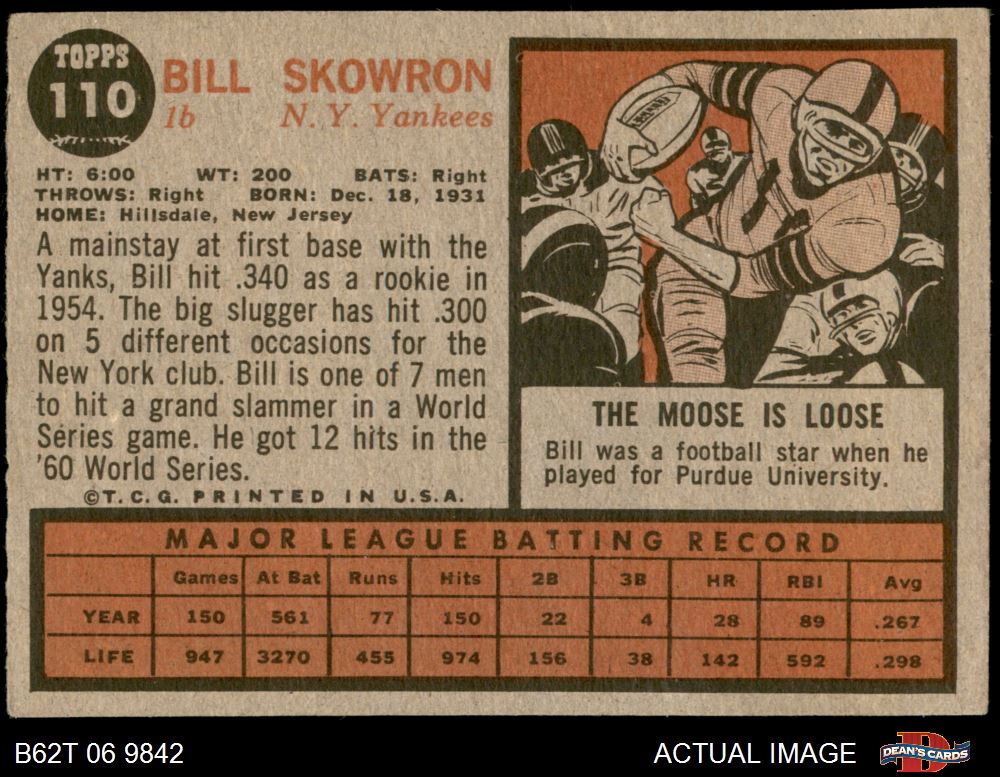 TOPPS
110
BILL SKOWRON
1b N. Y. Yankees
HT: 6:00 WT: 200 BATS: Right
THROWS: Right BORN: Dec. 18, 1931
HOME: Hillsdale, New Jersey
A mainstay at first base with the
Yanks, Bill hit .340 as a rookie in
1954. The big slugger has hit .300
on 5 different occasions for the
New York club. Bill is one of 7 men
to hit a grand slammer in a World
Series game. He got 12 hits in the
'60 World Series.
©T.C.G. PRINTED IN U.S.A.
THE MOOSE IS LOOSE
Bill was a football star when he
played for Purdue University.
MAJOR LEAGUE BATTING RECORD
Games At Bat Runs Hits 2B 3B HR RBI Avg
YEAR 150 561 77 150 22 4 28 89 .267
LIFE 947 3270 455 974 156 38 142 592 .298
B62T 06 9842 ACTUAL IMAGE DEAN'S CARDS